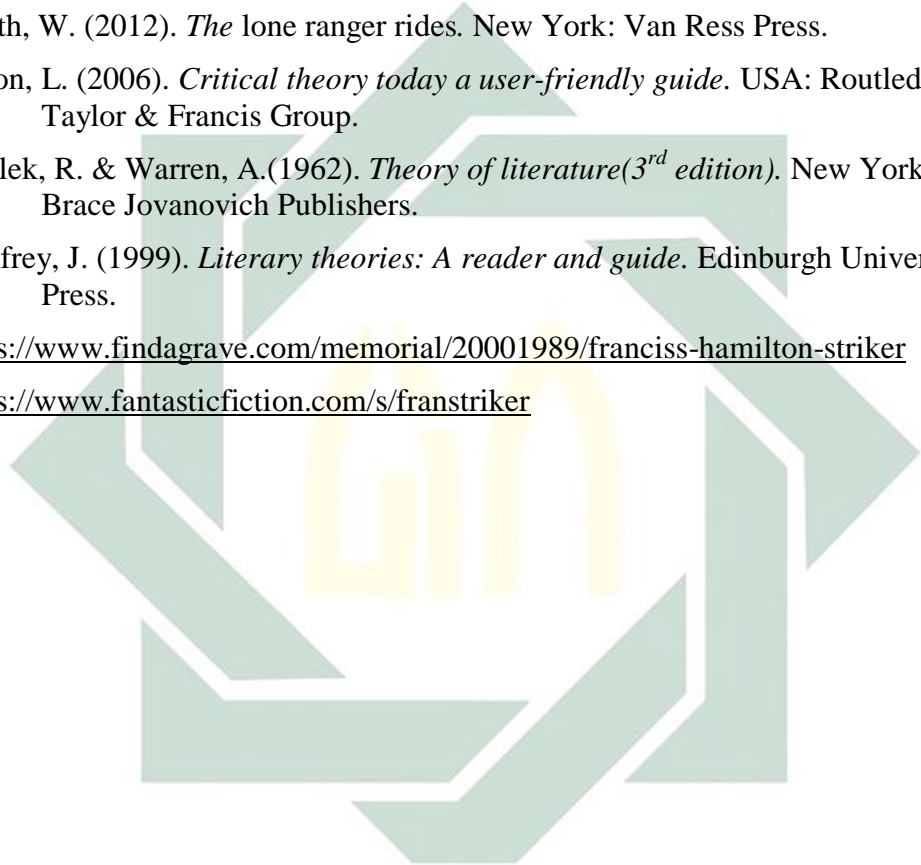 th, W. (2012). The lone ranger rides. New York: Van Ress Press.
on, L. (2006). Critical theory today a user-friendly guide. USA: Routled
Taylor & Francis Group.
lek, R. & Warren, A.(1962). Theory of literature(3rd edition). New York
Brace Jovanovich Publishers.
frey, J. (1999). Literary theories: A reader and guide. Edinburgh Univer
Press.
s://www.findagrave.com/memorial/20001989/franciss-hamilton-striker
s://www.fantasticfiction.com/s/franstriker